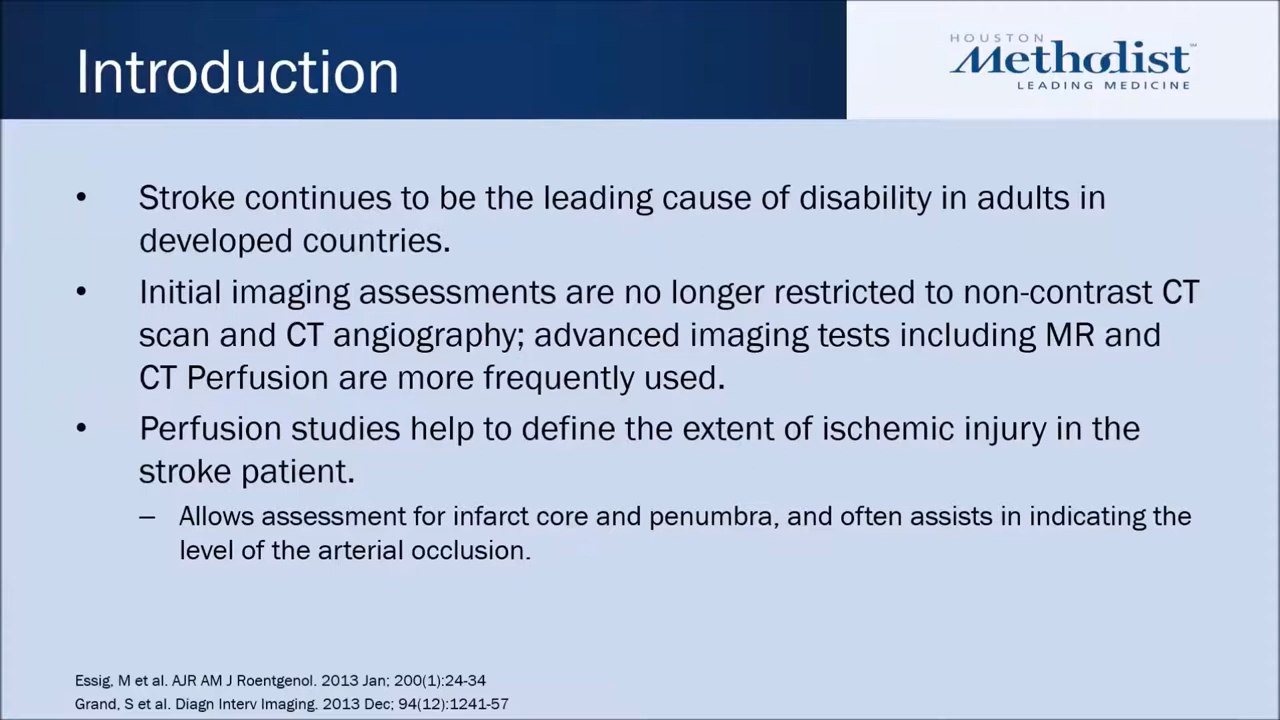 Introduction
HOUSTON
Methodist
LEADING MEDICINE
• Stroke continues to be the leading cause of disability in adults in
developed countries.
• Initial imaging assessments are no longer restricted to non-contrast CT
scan and CT angiography; advanced imaging tests including MR and
CT Perfusion are more frequently used.
• Perfusion studies help to define the extent of ischemic injury in the
stroke patient.
– Allows assessment for infarct core and penumbra, and often assists in indicating the
level of the arterial occlusion.
Essig, M et al. AJR AM J Roentgenol. 2013 Jan; 200(1):24-34
Grand, S et al. Diagn Interv Imaging. 2013 Dec; 94(12):1241-57